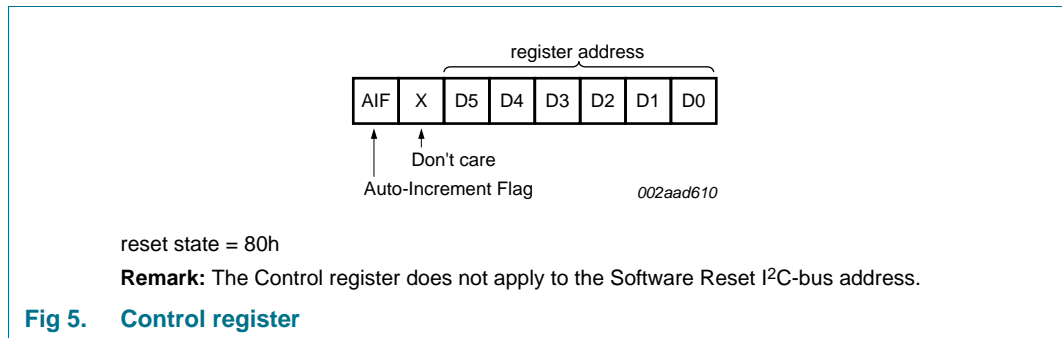 register address
AIF X D5 D4 D3 D2 D1 D0
Don't care
Auto-Increment Flag
002aad610
reset state = 80h
Remark: The Control register does not apply to the Software Reset I²C-bus address.
Fig 5. Control register